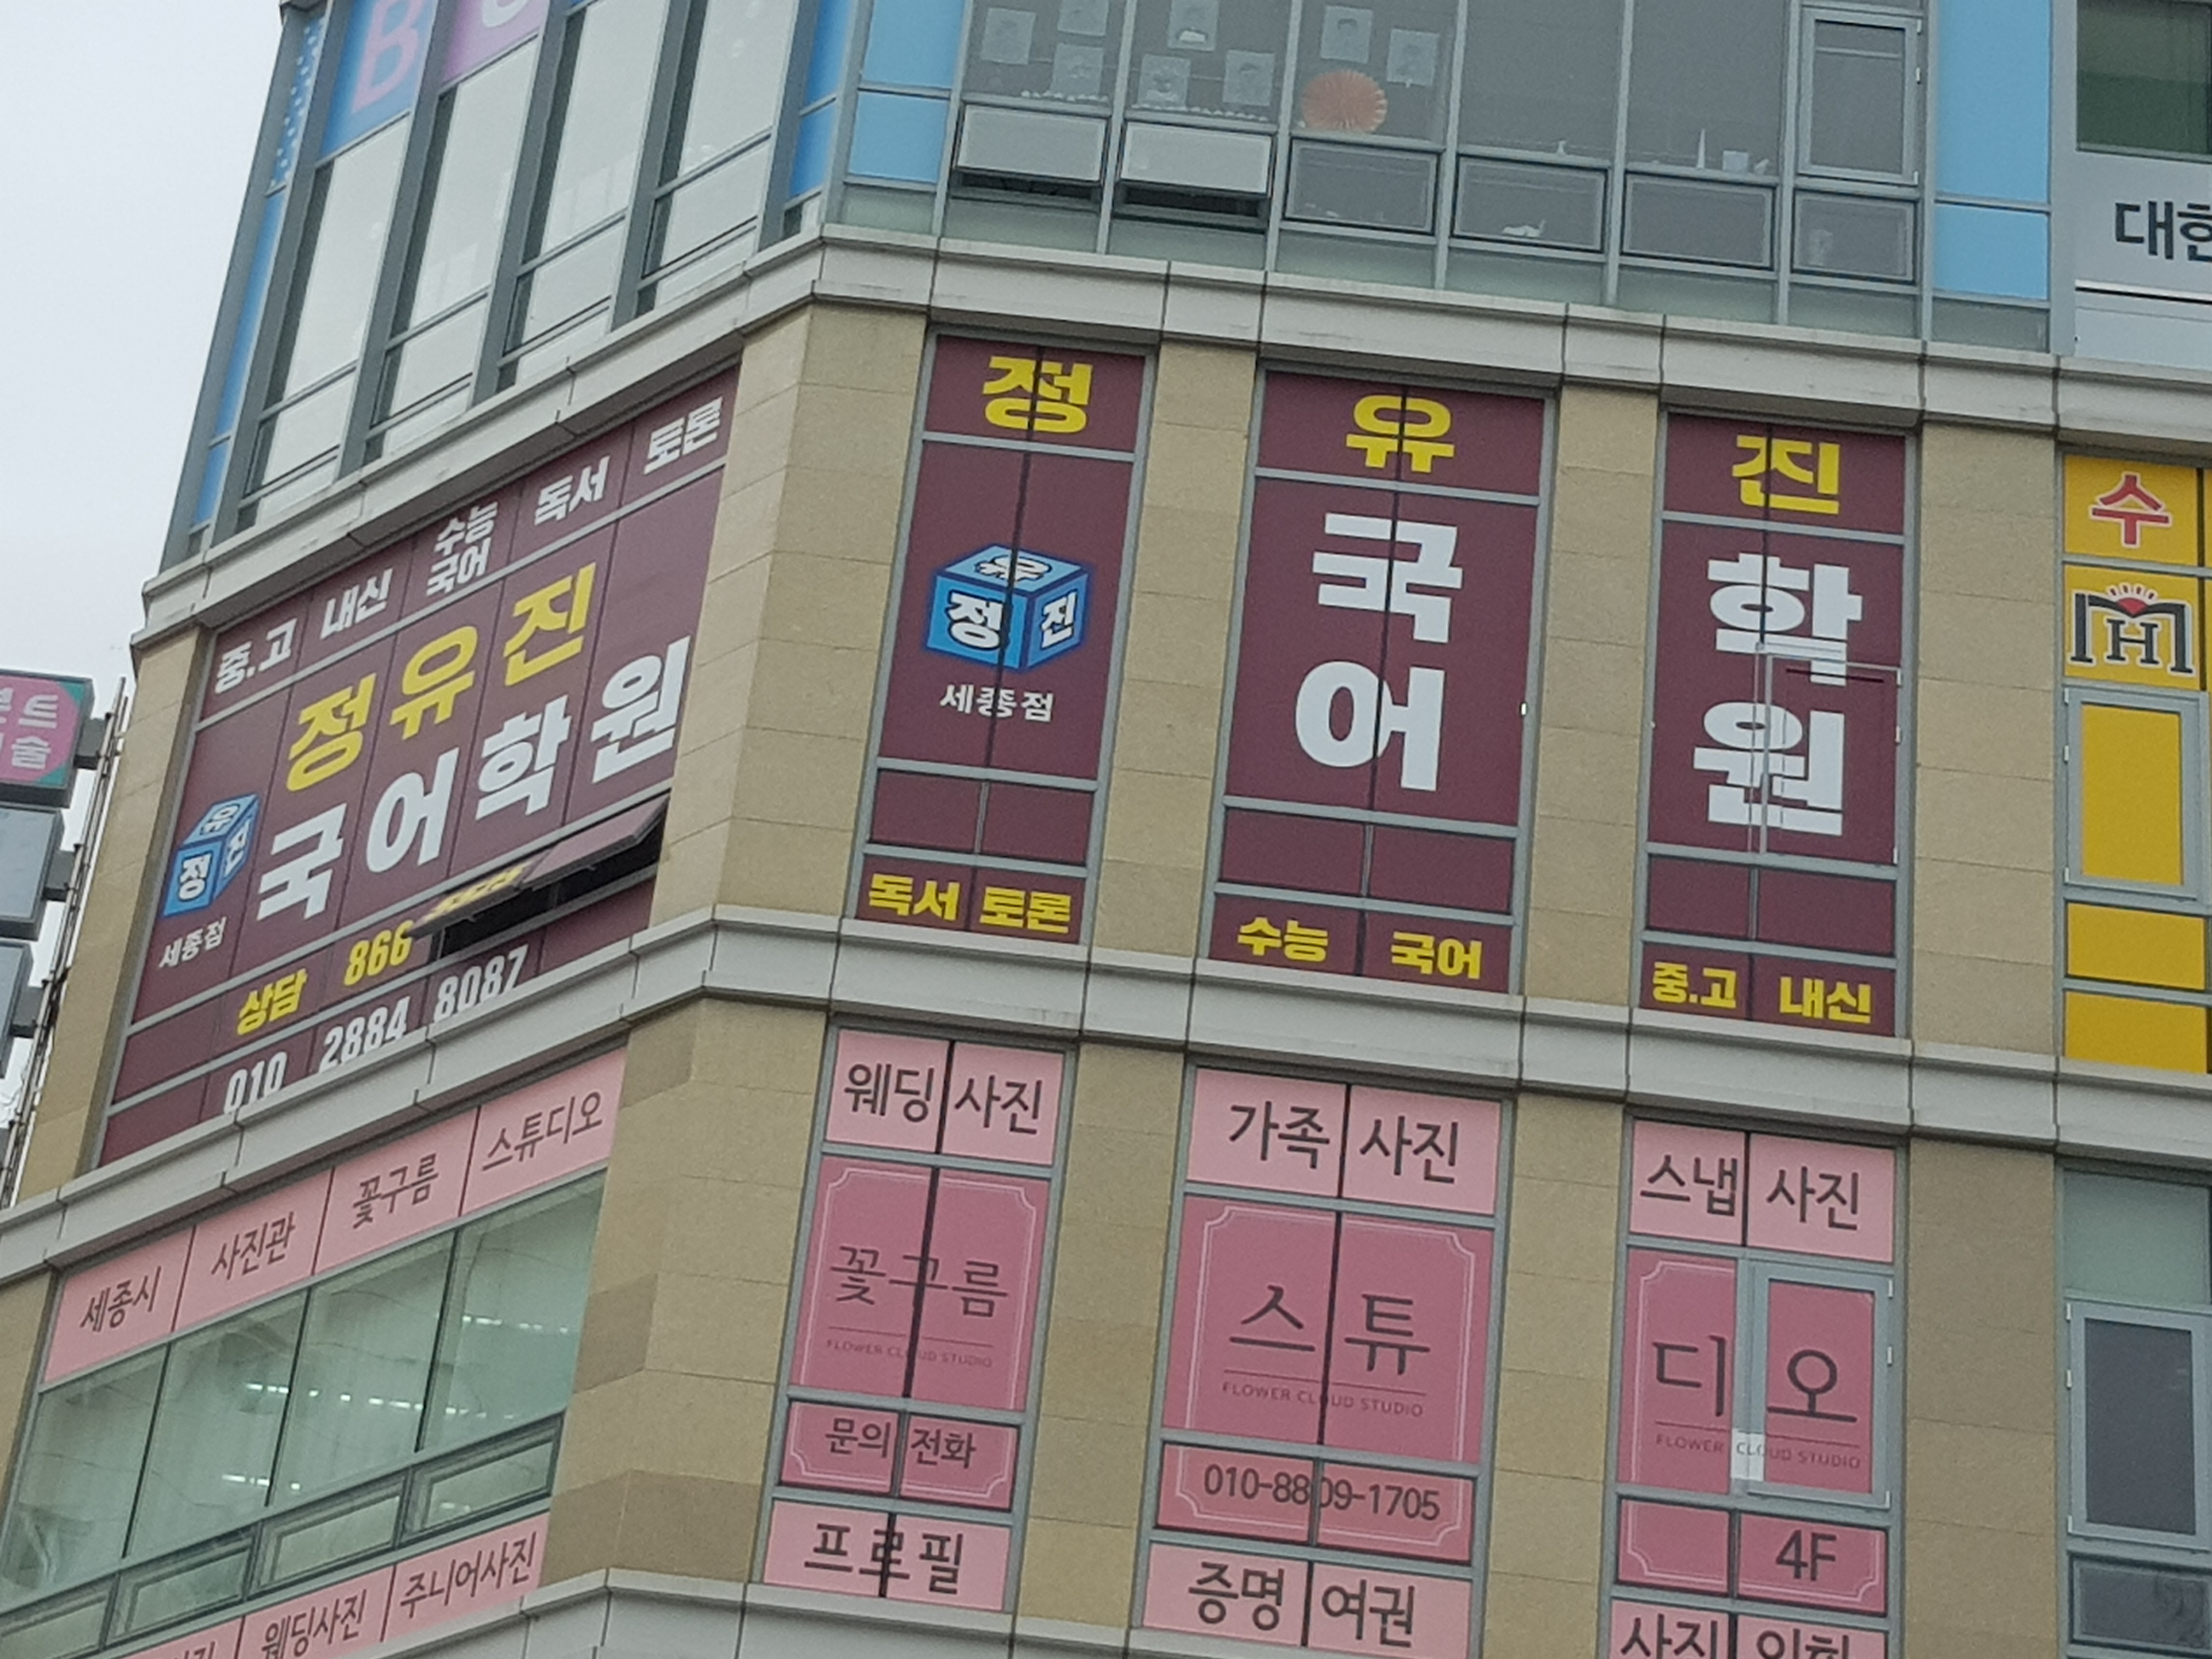 B
대한
중.고 내신 수능 국어 독서 토론
정유진
국어학원
유
정 진
세종점
상담 866
010 2884 8087
정 유 진
유
정 진
세종점
국어
학원
독서 토론
수능 국어
중.고 내신
수
H
세종시 사진관 꽃구름 스튜디오
웨딩사진 주니어사진
웨딩 사진
가족 사진
스냅 사진
꽃구름
FLOWER CLOUD STUDIO
스튜
FLOWER CLOUD STUDIO
디오
FLOWER CLOUD STUDIO
문의 전화
010-8809-1705
4F
프로필
증명 여권
사진 인화